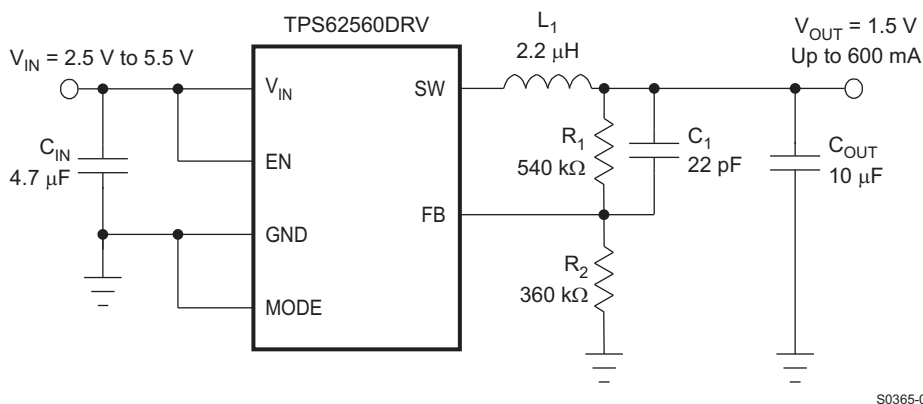 TPS62560DRV
V_IN = 2.5 V to 5.5 V
L_1
2.2 μH
V_OUT = 1.5 V
Up to 600 mA
V_IN
SW
C_IN
4.7 μF
EN
R_1
540 kΩ
C_1
22 pF
C_OUT
10 μF
FB
GND
R_2
360 kΩ
MODE